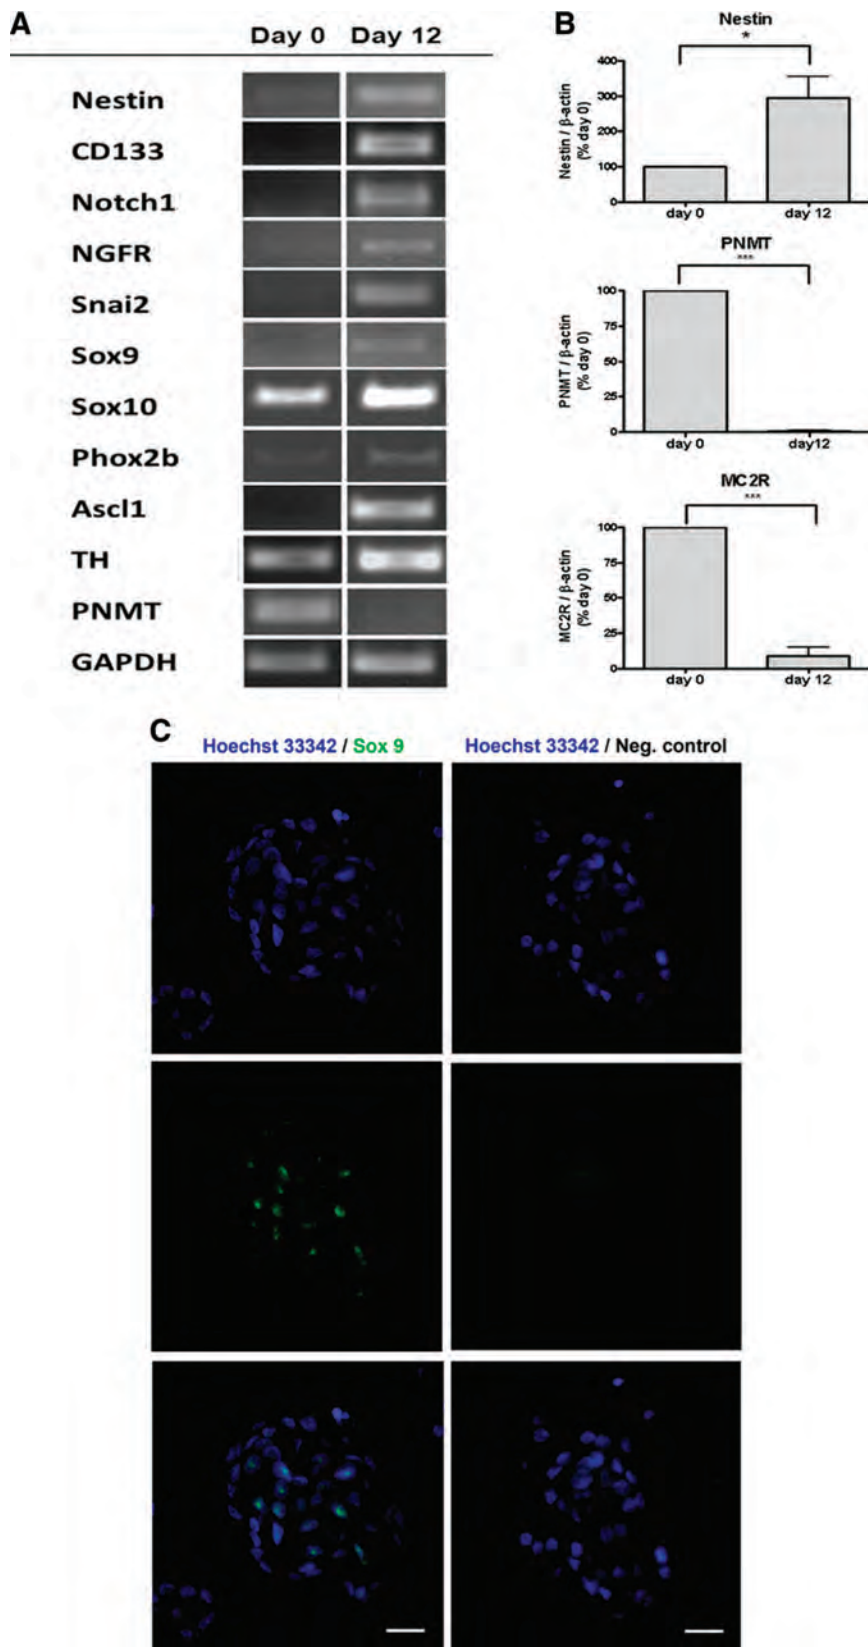 A
Day 0 Day 12
Nestin
CD133
Notch1
NGFR
Snai2
Sox9
Sox10
Phox2b
Ascl1
TH
PNMT
GAPDH
B
Nestin
*
Nestin / β-actin
(% day 0)
400
300
200
100
0
day 0 day 12
PNMT
***
PNMT / β-actin
(% day 0)
100
75
50
25
0
day 0 day12
MC2R
***
MC2R / β-actin
(% day 0)
100
75
50
25
0
day 0 day 12
C
Hoechst 33342 / Sox 9 Hoechst 33342 / Neg. control